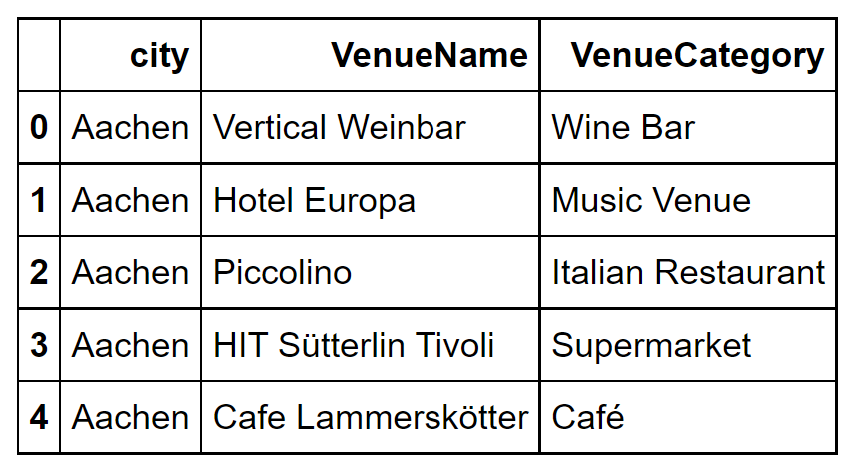 city VenueName VenueCategory
0 Aachen Vertical Weinbar Wine Bar
1 Aachen Hotel Europa Music Venue
2 Aachen Piccolino Italian Restaurant
3 Aachen HIT Sütterlin Tivoli Supermarket
4 Aachen Cafe Lammerskötter Café